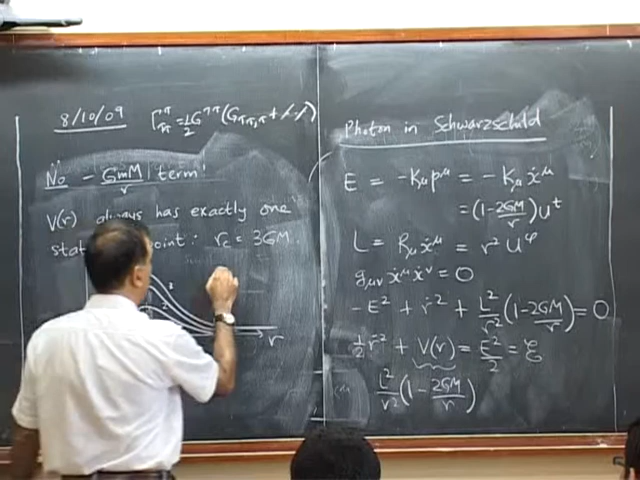 8/10/09
No - GmM/r term!
V(r) always has exactly one
point: r_c = 3GM
3
2
r
Photon in Schwarzschild
E = -K_μ p^μ = -K_μ ẋ^μ
= (1-2GM/r) u^t
L = R_μ ẋ^μ = r² u^φ
g_μν ẋ^μ ẋ^ν = 0
-E² + ṙ² + L²/r² (1-2GM/r) = 0
½ ṙ² + V(r) = E²/2 = ℰ
L²/r² (1 - 2GM/r)